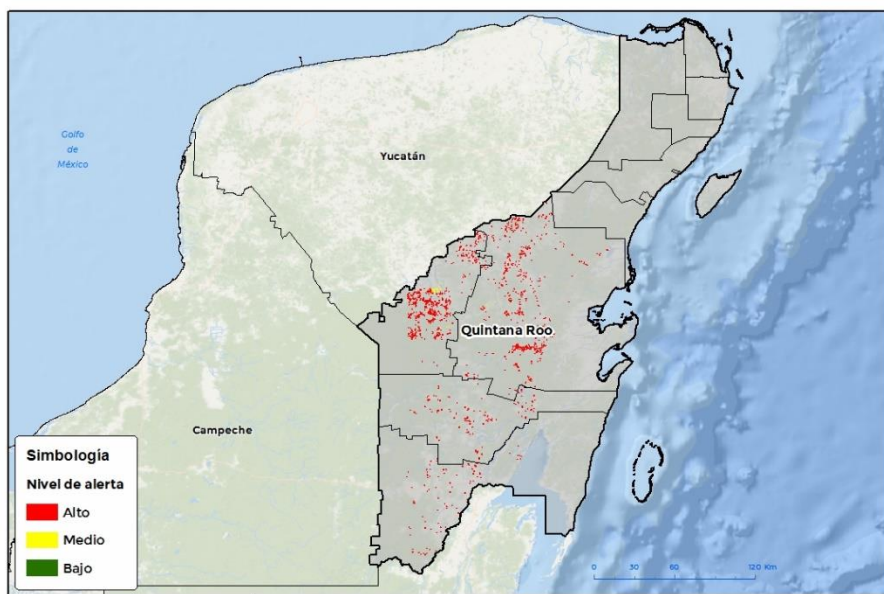 Golfo
de
México
Yucatán
Quintana Roo
Campeche
Simbología
Nivel de alerta
Alto
Medio
Bajo
0 30 60 120 Km